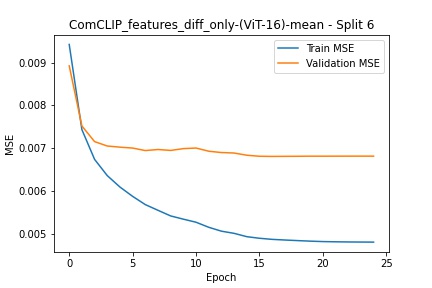 ComCLIP_features_diff_only-(ViT-16)-mean - Split 6
Train MSE
Validation MSE
0.009
0.008
0.007
0.006
0.005
MSE
0 5 10 15 20 25
Epoch